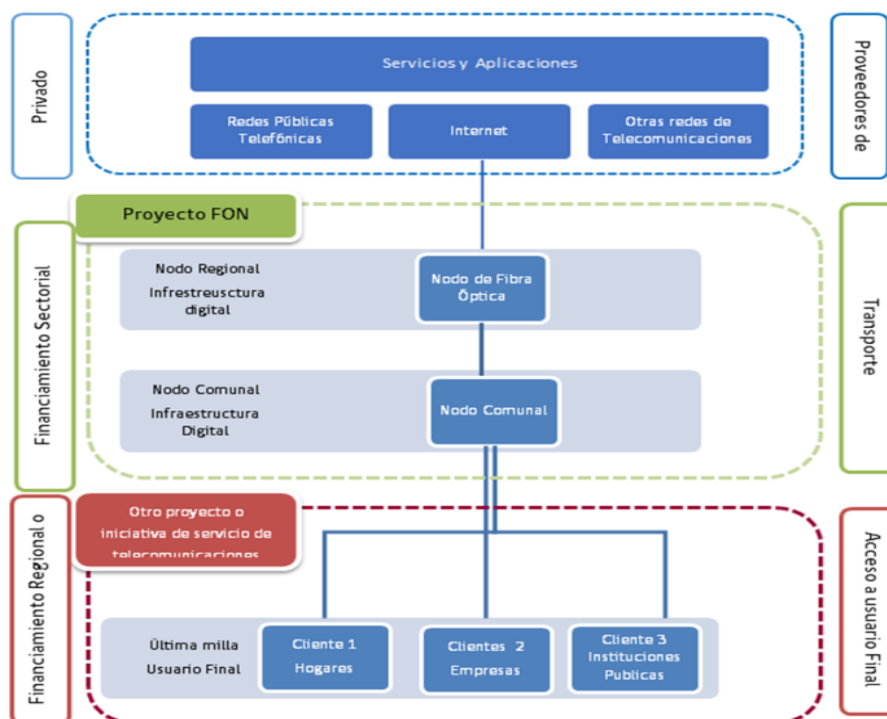 Privado
Servicios y Aplicaciones
Redes Públicas
Telefónicas
Internet
Otras redes de
Telecomunicaciones
Proveedores de
Proyecto FON
Financiamiento Sectorial
Nodo Regional
Infrestreusctura
digital
Nodo de Fibra
Óptica
Nodo Comunal
Infraestructura
Digital
Nodo Comunal
Transporte
Financiamiento Regional o
Otro proyecto o
iniciativa de servicio de
telecomunicaciones
Última milla
Usuario Final
Cliente 1
Hogares
Clientes 2
Empresas
Cliente 3
Instituciones
Publicas
Acceso a usuario Final